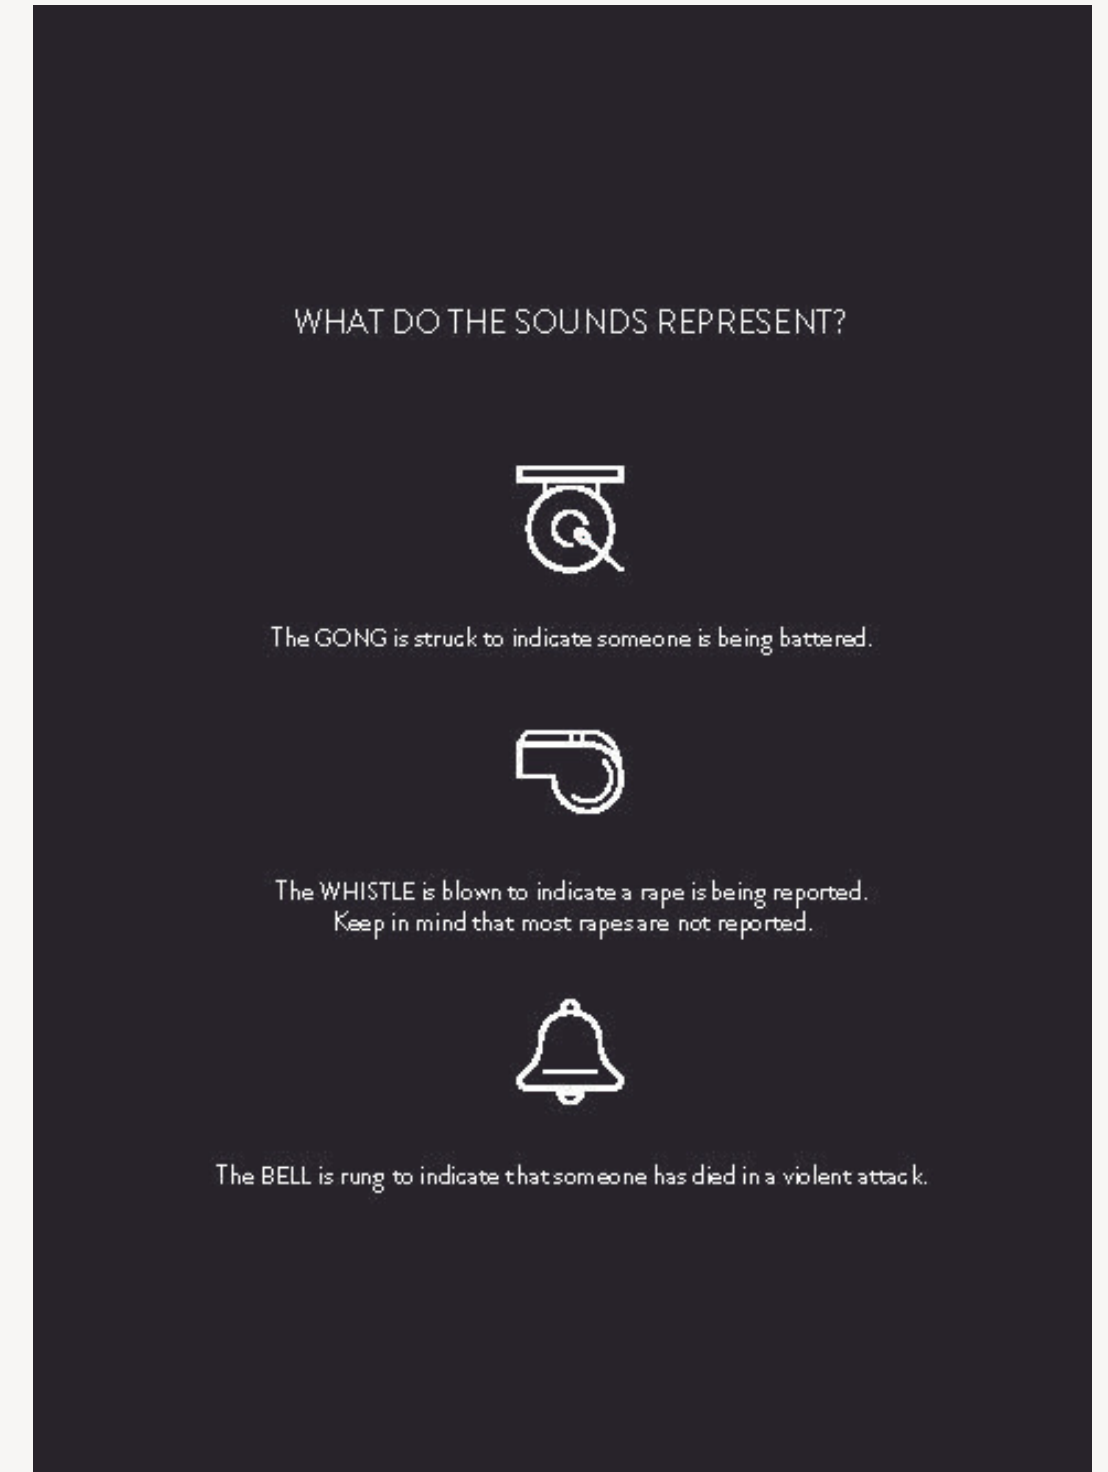 WHAT DO THE SOUNDS REPRESENT?
The GONG is struck to indicate someone is being battered.
The WHISTLE is blown to indicate a rape is being reported.
Keep in mind that most rapes are not reported.
The BELL is rung to indicate that someone has died in a violent attack.